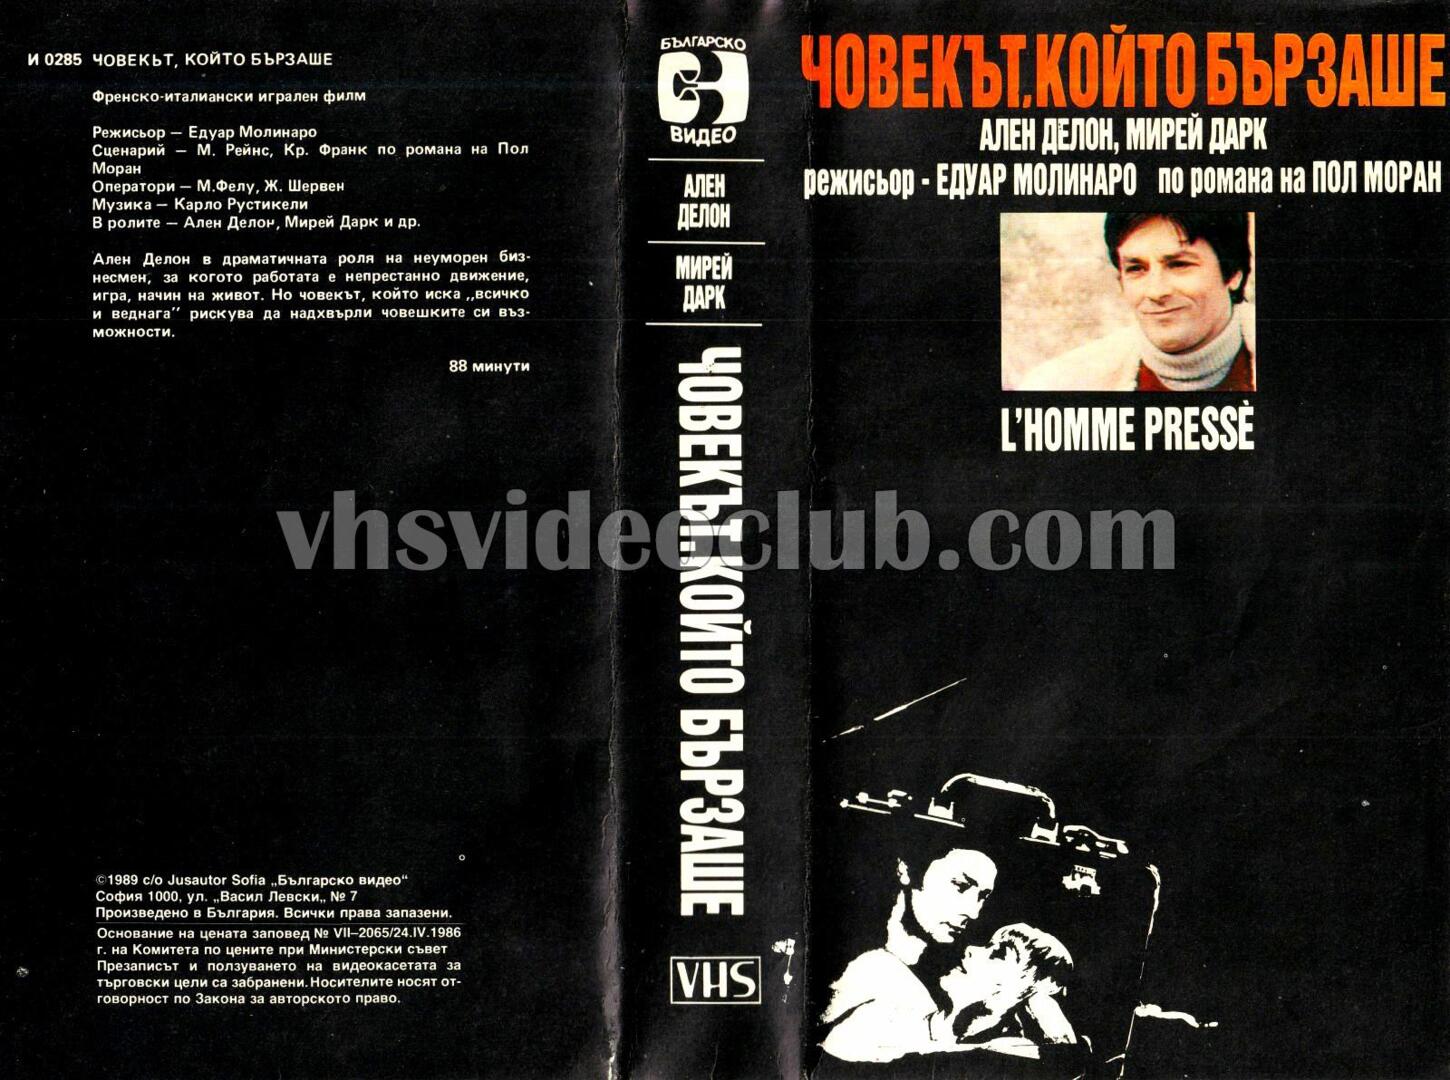 И 0285 ЧОВЕКЪТ, КОЙТО БЪРЗАШЕ
Френско-италиански игрален филм
Режисьор — Едуар Молинаро
Сценарий — М. Рейнс, Кр. Франк по романа на Пол
Моран
Оператори — М.Фелу, Ж. Шервен
Музика — Карло Рустикели
В ролите — Ален Делон, Мирей Дарк и др.
Ален Делон в драматичната роля на неуморен биз-
несмен, за когото работата е непрестанно движение,
игра, начин на живот. Но човекът, който иска „всичко
и веднага” рискува да надхвърли човешките си въз-
можности.
88 минути
©1989 c/o Jusautor Sofia „Българско видео“
София 1000, ул. „Васил Левски„ № 7
Произведено в България. Всички права запазени.
Основание на цената заповед № VII–2065/24.IV.1986
г. на Комитета по цените при Министерски съвет
Презаписът и ползуването на видеокасетата за
търговски цели са забранени. Носителите носят от-
говорност по Закона за авторското право.
БЪЛГАРСКО
ВИДЕО
АЛЕН
ДЕЛОН
МИРЕЙ
ДАРК
ЧОВЕКЪТ, КОЙТО БЪРЗАШЕ
VHS
ЧОВЕКЪТ, КОЙТО БЪРЗАШЕ
АЛЕН ДЕЛОН, МИРЕЙ ДАРК
режисьор - ЕДУАР МОЛИНАРО по романа на ПОЛ МОРАН
L'HOMME PRESSÈ
vhsvideoclub.com